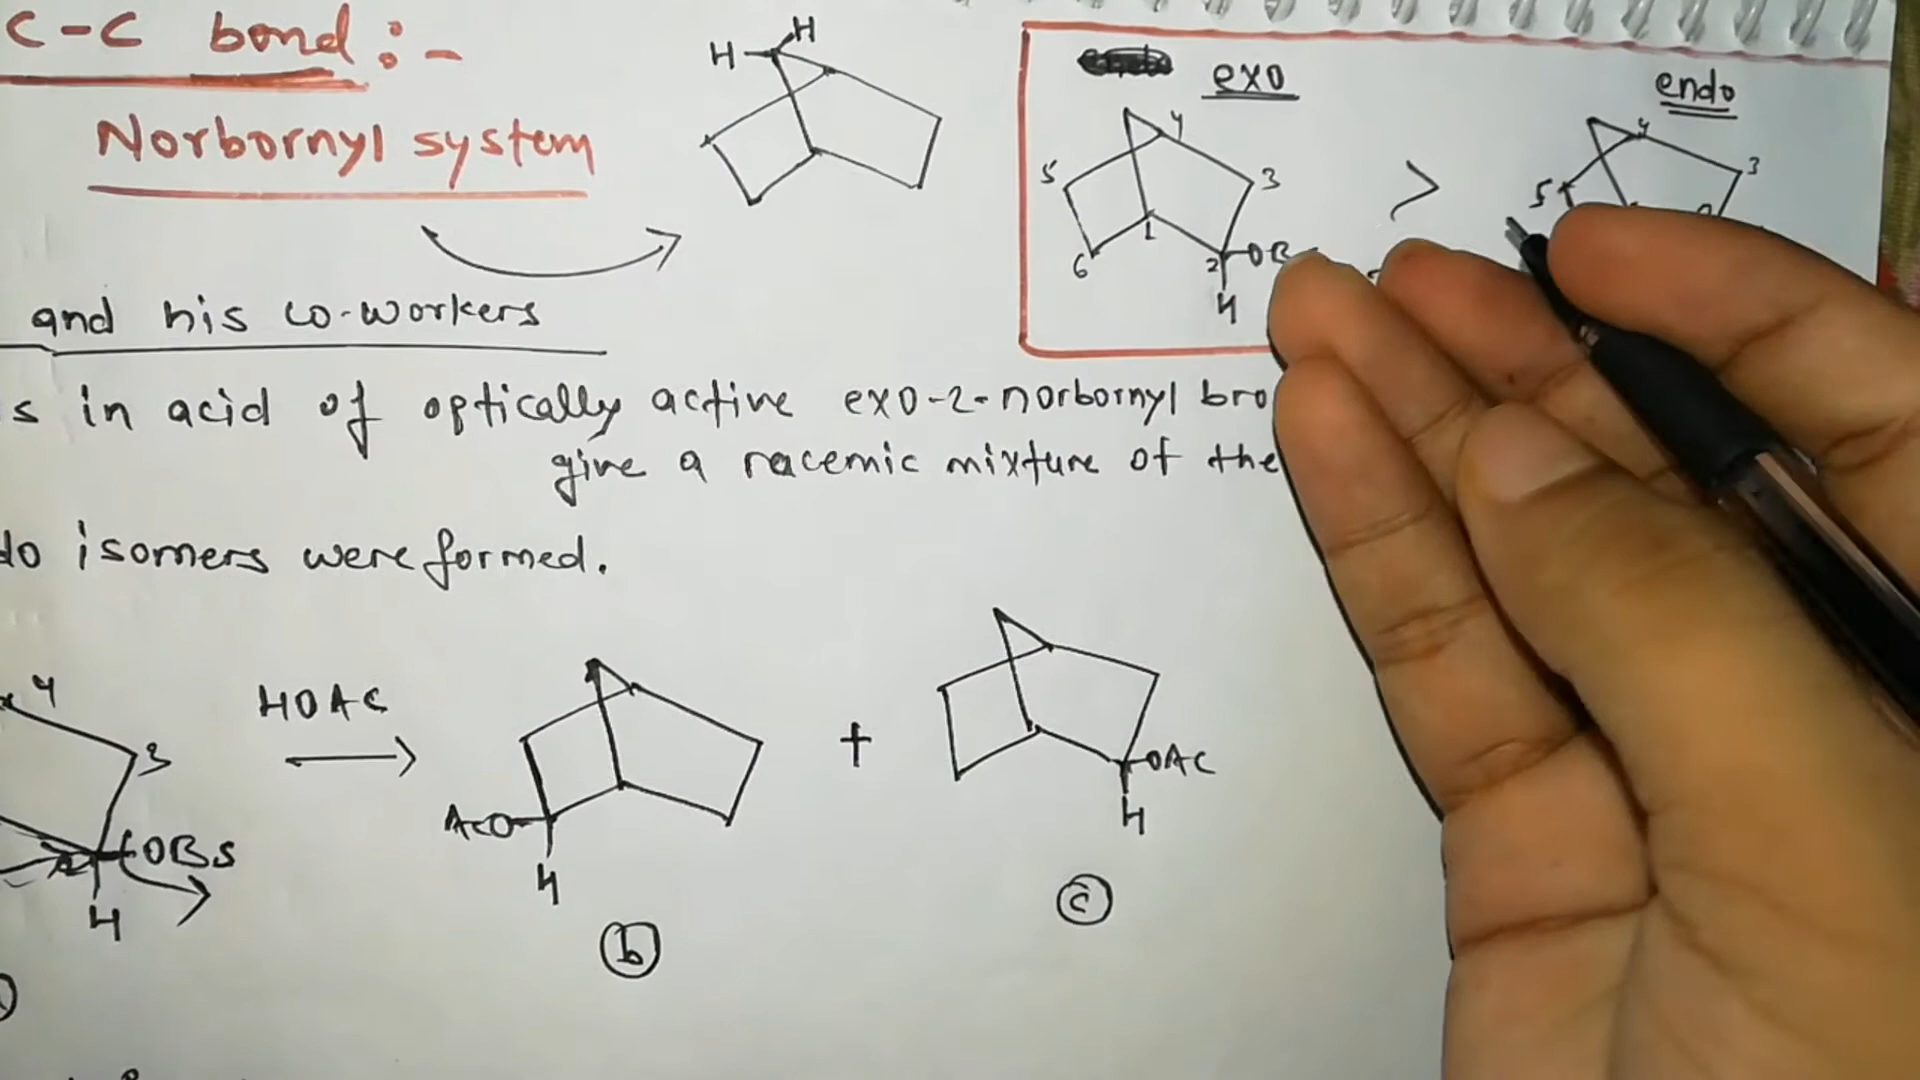 C-C bond:-
Norbornyl system
H H
exo
4
5
3
1
6
2
OB
H
>
endo
4
5
3
and his co-workers
s in acid of optically active exo-2-norbornyl bro
give a racemic mixture of the
do isomers were formed.
4
3
2
OBS
H
HOAC
AcO
H
b
+
OAC
H
c